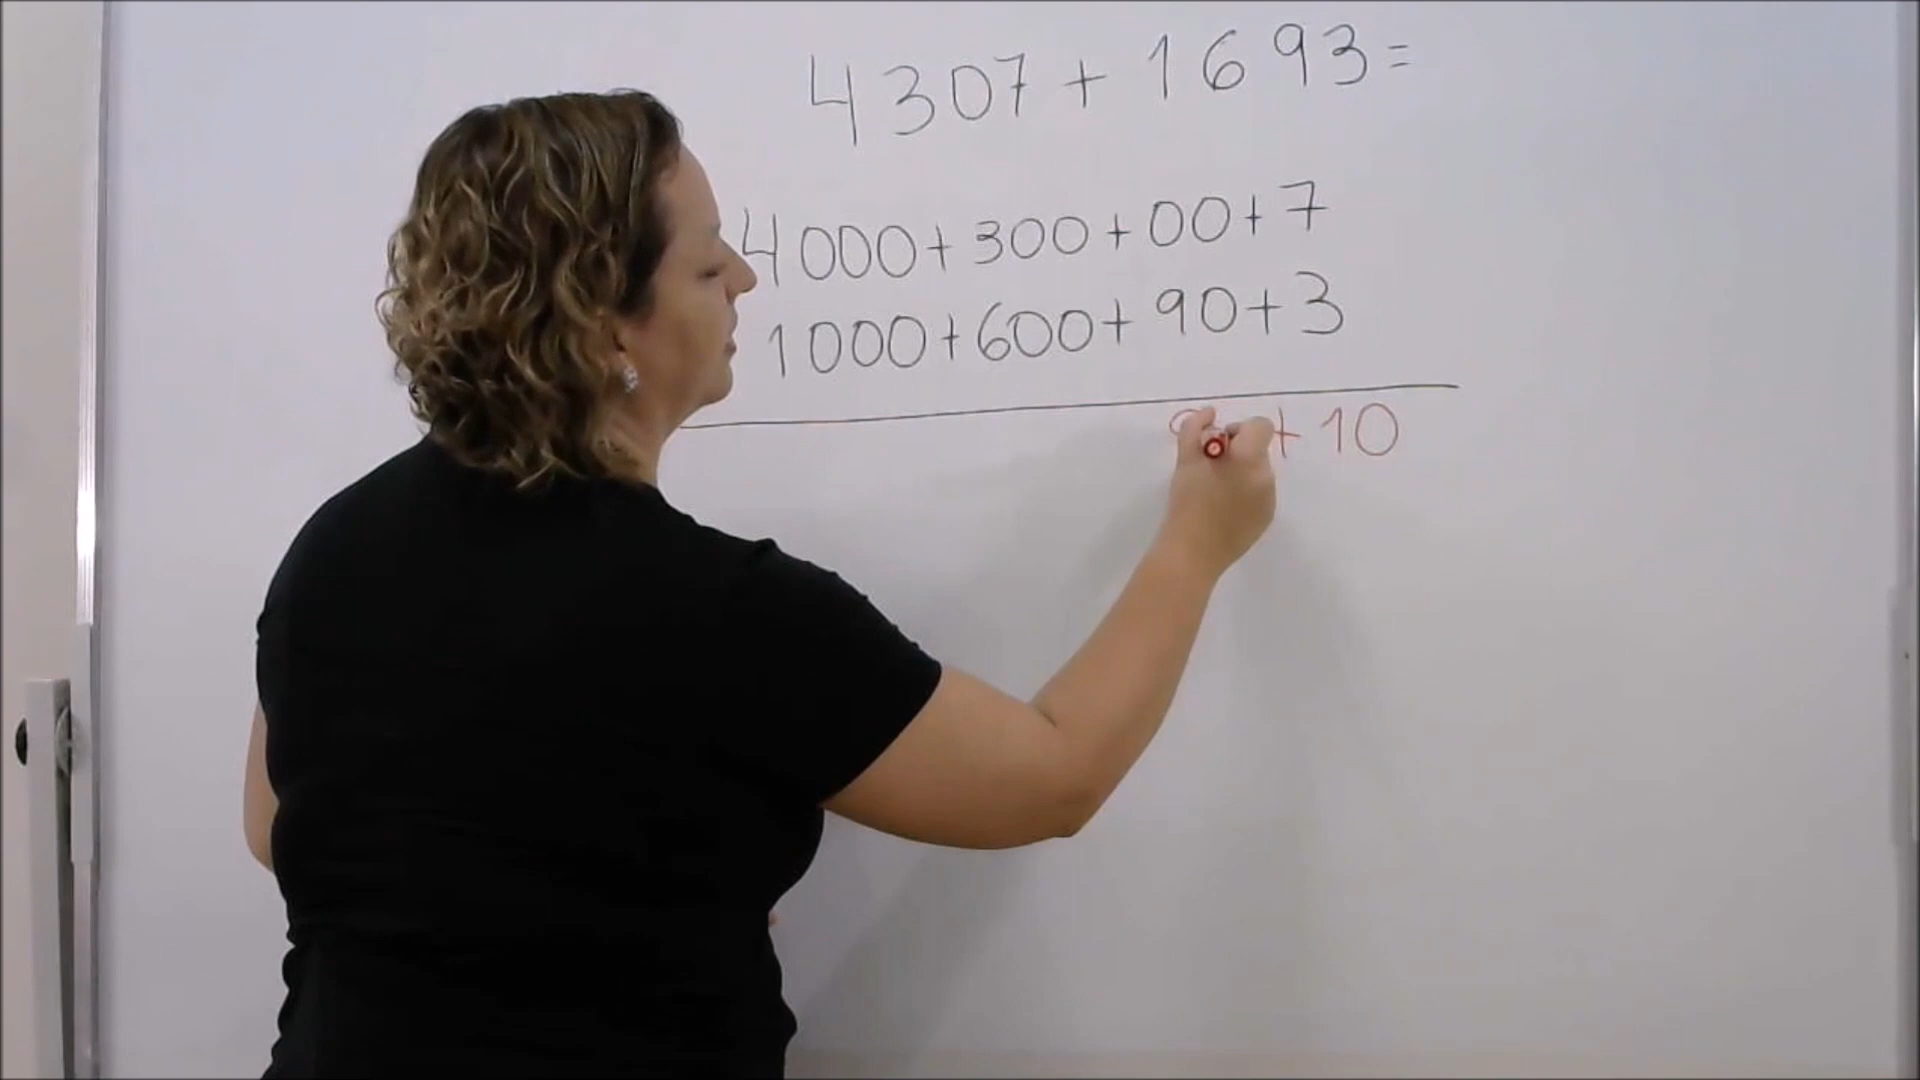 4307 + 1693 =
4000 + 300 + 00 + 7
1000 + 600 + 90 + 3
+ 10